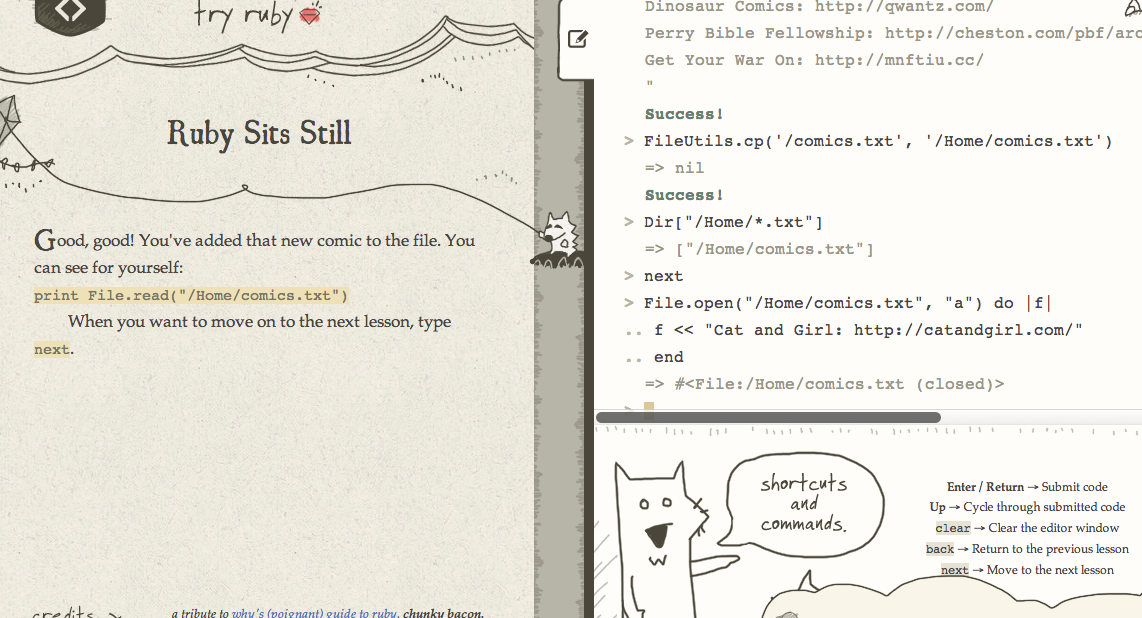 try ruby
Ruby Sits Still
Good, good! You've added that new comic to the file. You
can see for yourself:
print File.read("/Home/comics.txt")
When you want to move on to the next lesson, type
next.
credits >
a tribute to why's (poignant) guide to ruby. chunky bacon.
Dinosaur Comics: http://qwantz.com/
Perry Bible Fellowship: http://cheston.com/pbf/arc
Get Your War On: http://mnftiu.cc/
"
Success!
> FileUtils.cp('/comics.txt', '/Home/comics.txt')
=> nil
Success!
> Dir["/Home/*.txt"]
=> ["/Home/comics.txt"]
> next
> File.open("/Home/comics.txt", "a") do |f|
.. f << "Cat and Girl: http://catandgirl.com/"
.. end
=> #<File:/Home/comics.txt (closed)>
>
shortcuts
and
commands.
Enter / Return → Submit code
Up → Cycle through submitted code
clear → Clear the editor window
back → Return to the previous lesson
next → Move to the next lesson